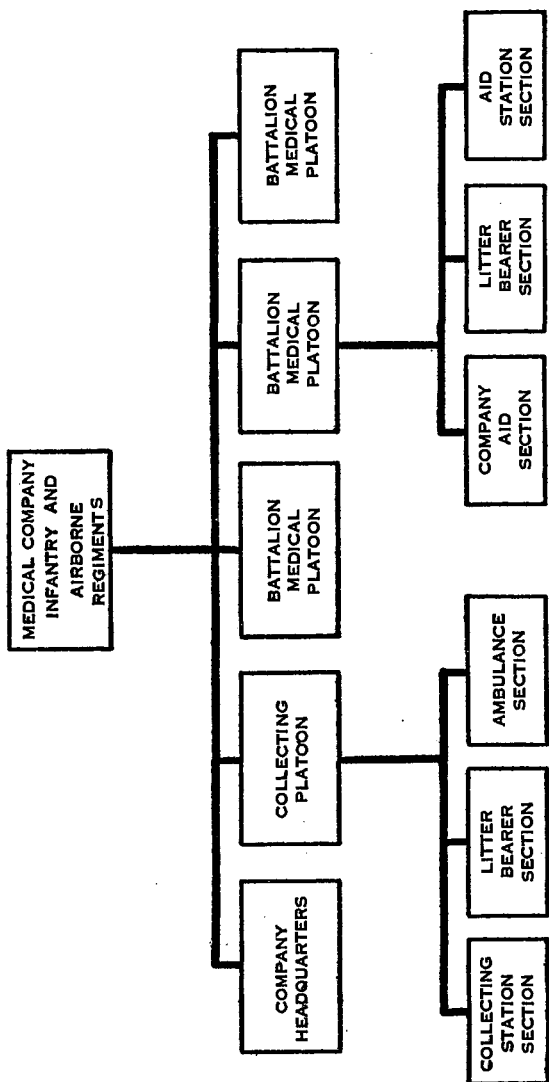 MEDICAL COMPANY
INFANTRY AND
AIRBORNE
REGIMENTS
COMPANY
HEADQUARTERS
COLLECTING
PLATOON
BATTALION
MEDICAL
PLATOON
BATTALION
MEDICAL
PLATOON
BATTALION
MEDICAL
PLATOON
COLLECTING
STATION
SECTION
LITTER
BEARER
SECTION
AMBULANCE
SECTION
COMPANY
AID
SECTION
LITTER
BEARER
SECTION
AID
STATION
SECTION